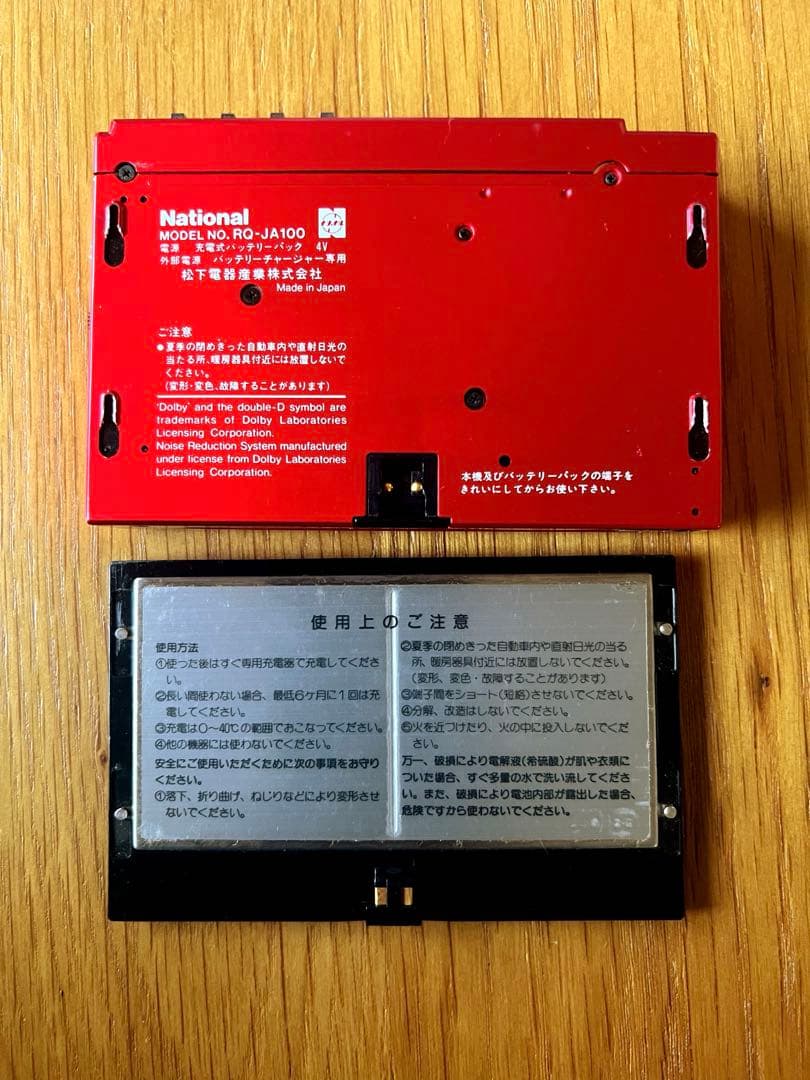 National
MODEL NO. RQ-JA100
電源 充電式バッテリーパック 4V
外部電源 バッテリーチャージャー専用
松下電器産業株式会社
Made in Japan
ご注意
●夏季の閉めきった自動車内や直射日光の
当たる所、暖房器具付近には放置しないで
ください。
(変形・変色、故障することがあります)
'Dolby' and the double-D symbol are
trademarks of Dolby Laboratories
Licensing Corporation.
Noise Reduction System manufactured
under license from Dolby Laboratories
Licensing Corporation.
本機及びバッテリーパックの端子を
きれいにしてからお使い下さい。
使用上のご注意
使用方法
①使った後はすぐ専用充電器で充電してくださ
い。
②長い間使わない場合、最低6ヶ月に1回は充
電してください。
③充電は0〜40℃の範囲でおこなってください。
④他の機器には使わないでください。
安全にご使用いただくために次の事項をお守り
ください。
①落下、折り曲げ、ねじりなどにより変形させ
ないでください。
②夏季の閉めきった自動車内や直射日光の当る
所、暖房器具付近には放置しないでください。
(変形、変色・故障することがあります)
③端子間をショート(短絡)させないでください。
④分解、改造はしないでください。
⑤火を近づけたり、火の中に投入しないでくだ
さい。
万一、破損により電解液(希硫酸)が肌や衣類に
ついた場合、すぐ多量の水で洗い流してくださ
い。また、破損により電池内部が露出した場合、
危険ですから使わないでください。